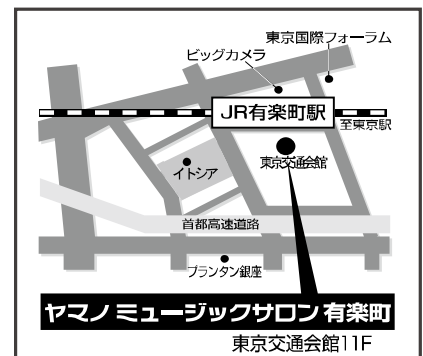 東京国際フォーラム
ビッグカメラ
JR有楽町駅
至東京駅
東京交通会館
イトシア
首都高速道路
プランタン銀座
ヤマノ ミュージックサロン 有楽町
東京交通会館11F